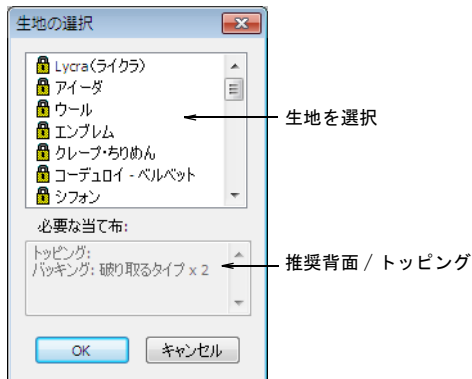 生地の選択
Lycra(ライクラ)
アイーダ
ウール
エンブレム
クレープ・ちりめん
コーデュロイ - ベルベット
シフォン
生地を選択
必要な当て布:
トッピング:
バッキング: 破り取るタイプ x 2
推奨背面 / トッピング
OK
キャンセル